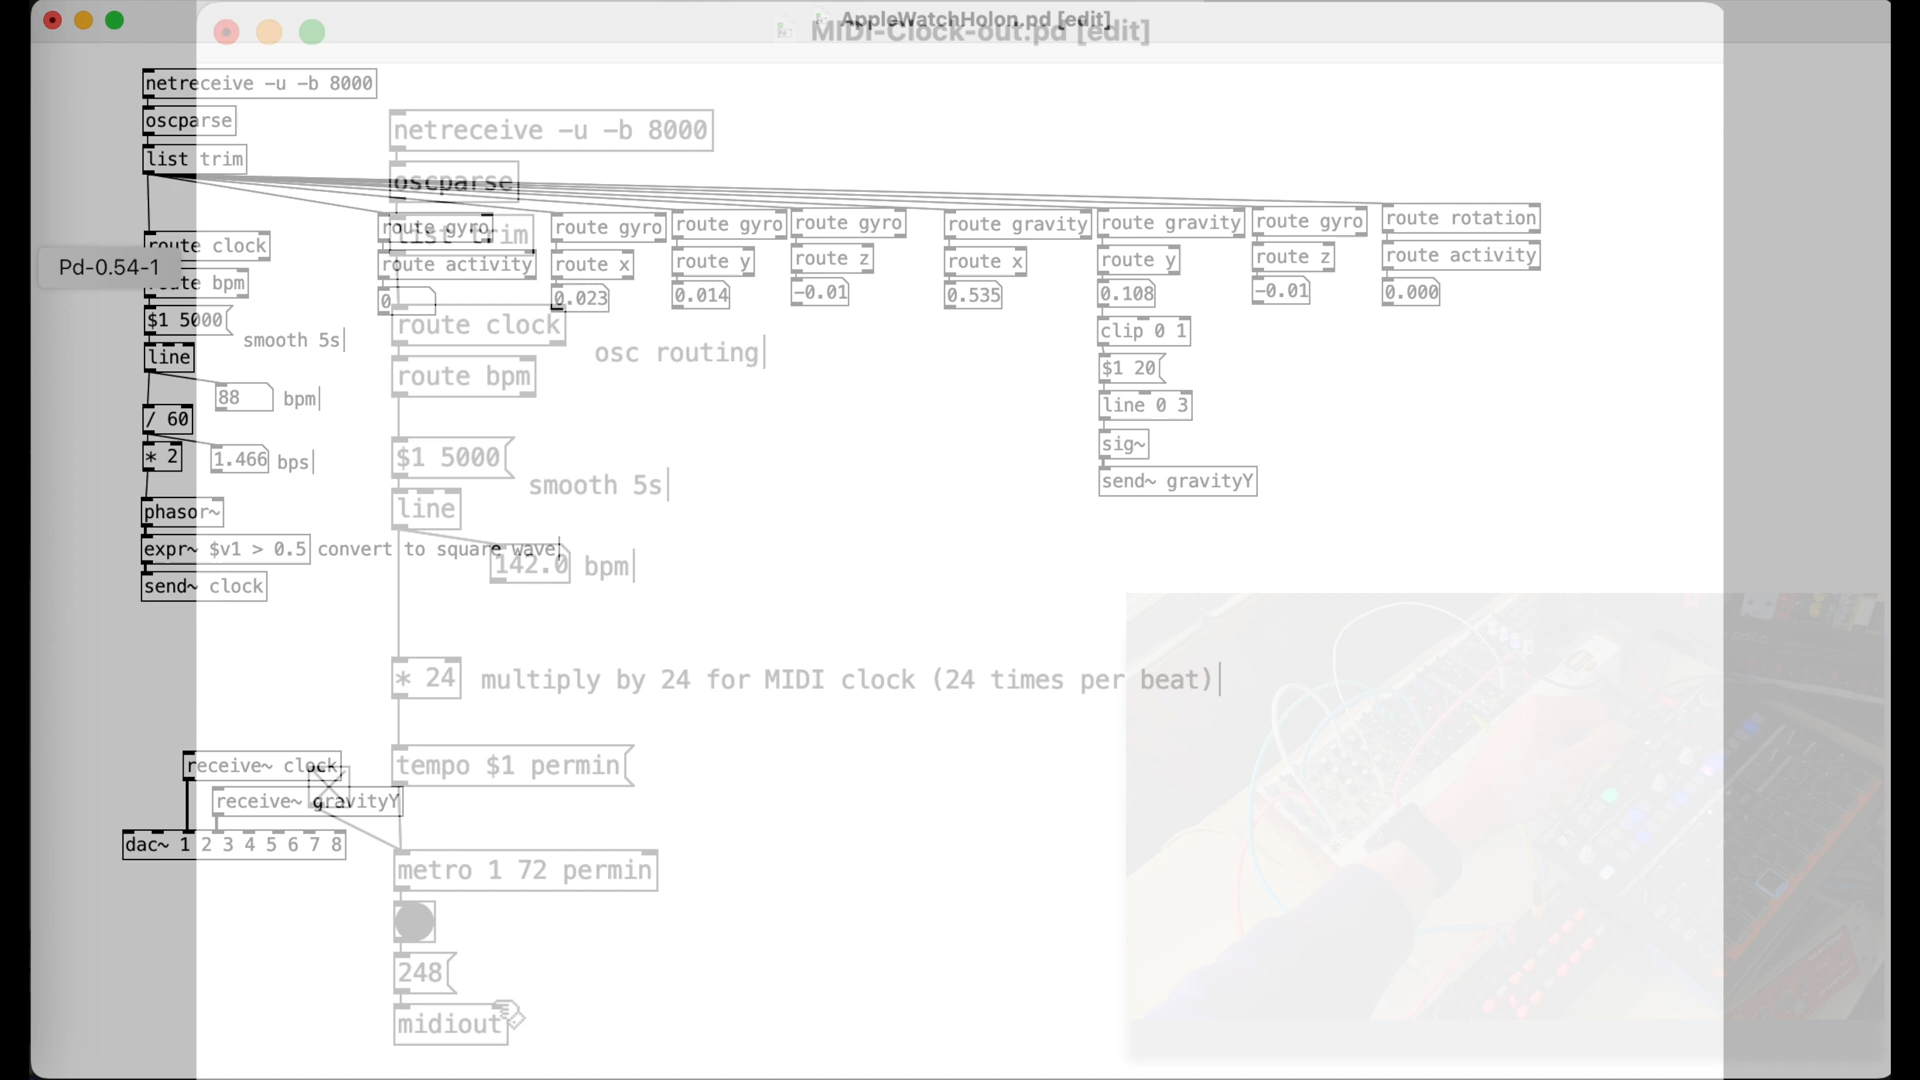 AppleWatchHolon.pd [edit]
MIDI-Clock-out.pd [edit]
netreceive -u -b 8000
oscparse
list trim
route clock
route bpm
$1 5000
smooth 5s
line
88
bpm
/ 60
* 2
1.466
bps
phasor~
expr~ $v1 > 0.5
convert to square wave
send~ clock
receive~ clock
receive~ gravityY
dac~ 1 2 3 4 5 6 7 8
Pd-0.54-1
route gyro
route activity
0
route gyro
route x
0.023
route gyro
route y
0.014
route gyro
route z
-0.01
route gravity
route x
0.535
route gravity
route y
0.108
clip 0 1
$1 20
line 0 3
sig~
send~ gravityY
route gyro
route z
-0.01
route rotation
route activity
0.000
netreceive -u -b 8000
oscparse
list trim
route clock
route bpm
osc routing
$1 5000
smooth 5s
line
142.0
bpm
* 24
multiply by 24 for MIDI clock (24 times per beat)
tempo $1 permin
metro 1 72 permin
248
midiout